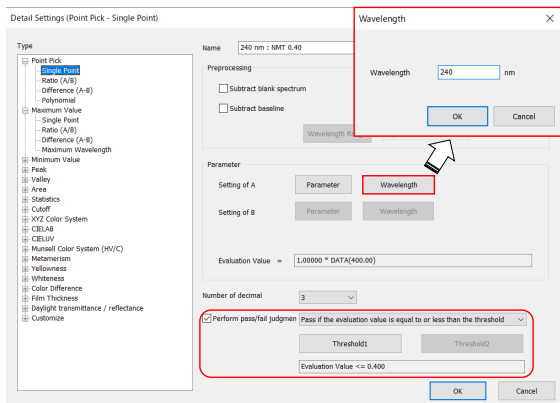 Detail Settings (Point Pick - Single Point)
Type
Point Pick
Single Point
Ratio (A/B)
Difference (A-B)
Polynomial
Maximum Value
Single Point
Ratio (A/B)
Difference (A-B)
Maximum Wavelength
Minimum Value
Peak
Valley
Area
Statistics
Cutoff
XYZ Color System
CIELAB
CIELUV
Munsell Color System (HV/C)
Metamerism
Yellowness
Whiteness
Color Difference
Film Thickness
Daylight transmittance / reflectance
Customize
Name 240 nm : NMT 0.40
Preprocessing
Subtract blank spectrum
Subtract baseline
Wavelength
Parameter
Setting of A Parameter Wavelength
Setting of B Parameter Wavelength
Evaluation Value = 1.00000 * DATA(400.00)
Number of decimal 3
Perform pass/fail judgmen Pass if the evaluation value is equal to or less than the threshold
Threshold1 Threshold2
Evaluation Value <= 0.400
OK Cancel
Wavelength
Wavelength 240 nm
OK Cancel